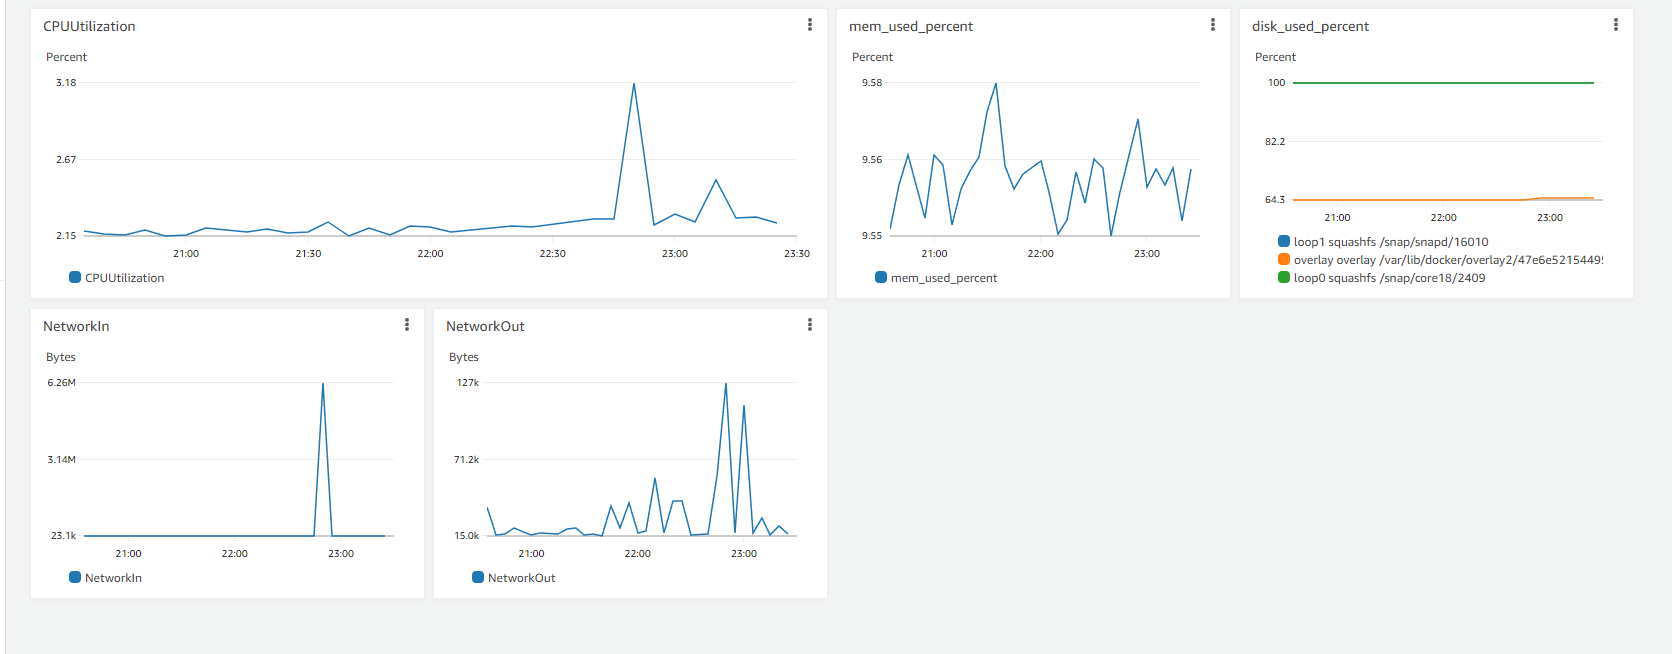 CPUUtilization
Percent
3.18
2.67
2.15
21:00 21:30 22:00 22:30 23:00 23:30
CPUUtilization
mem_used_percent
Percent
9.58
9.56
9.55
21:00 22:00 23:00
mem_used_percent
disk_used_percent
Percent
100
82.2
64.3
21:00 22:00 23:00
loop1 squashfs /snap/snapd/16010
overlay overlay /var/lib/docker/overlay2/47e6e5215449
loop0 squashfs /snap/core18/2409
NetworkIn
Bytes
6.26M
3.14M
23.1k
21:00 22:00 23:00
NetworkIn
NetworkOut
Bytes
127k
71.2k
15.0k
21:00 22:00 23:00
NetworkOut